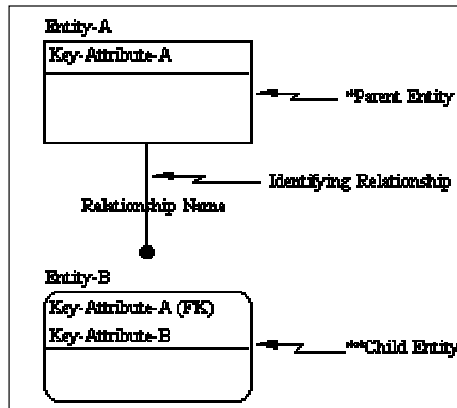 Entity-A
Key-Attribute-A
*Parent Entity
Identifying Relationship
Relationship Name
Entity-B
Key-Attribute-A (FK)
Key-Attribute-B
**Child Entity